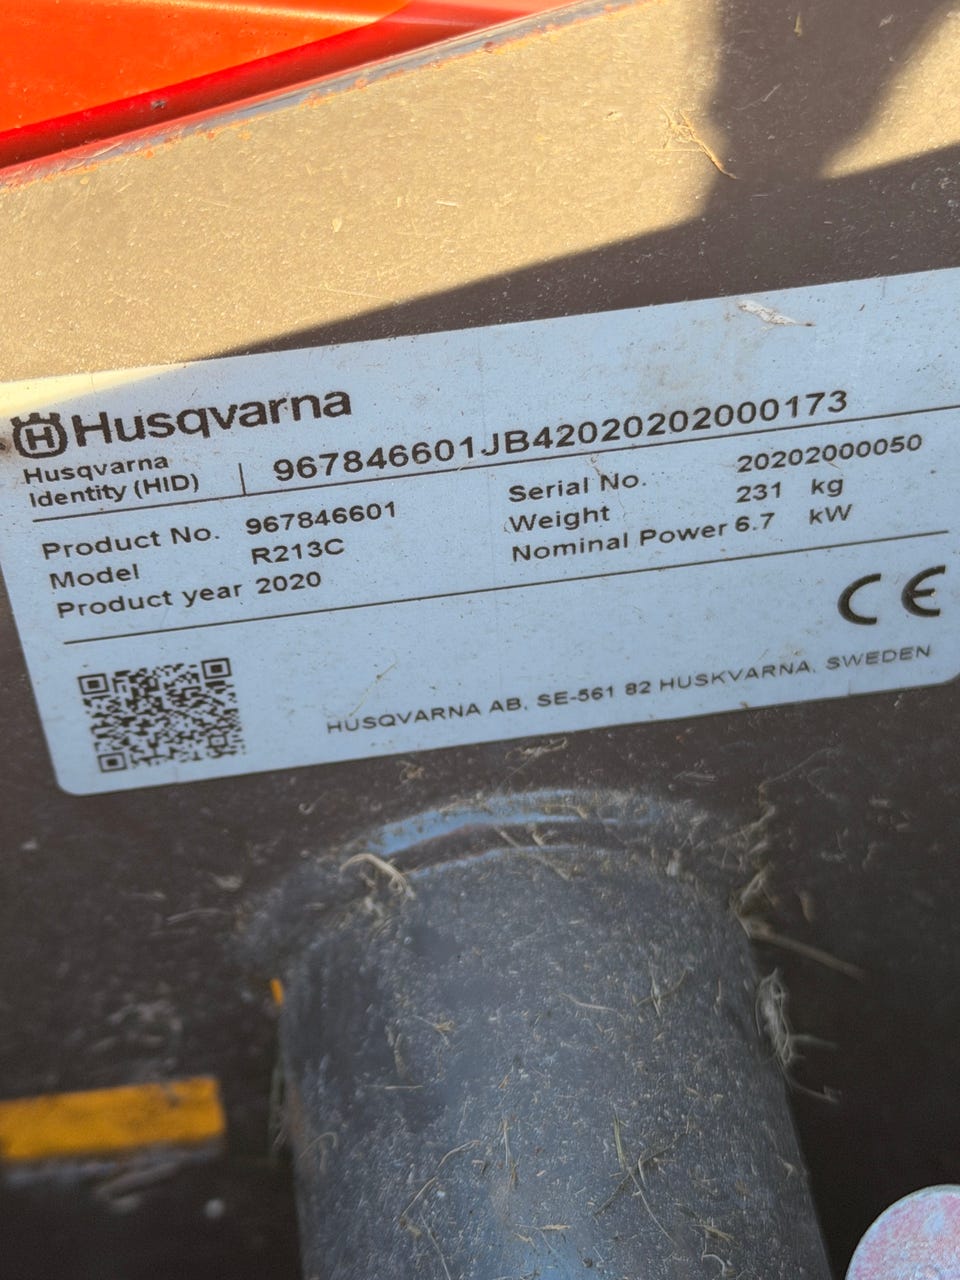 Husqvarna
Husqvarna
Identity (HID)
967846601JB42020202000173
Product No. 967846601
Model R213C
Product year 2020
Serial No. 20202000050
Weight 231 kg
Nominal Power 6.7 kW
CE
HUSQVARNA AB, SE-561 82 HUSKVARNA, SWEDEN